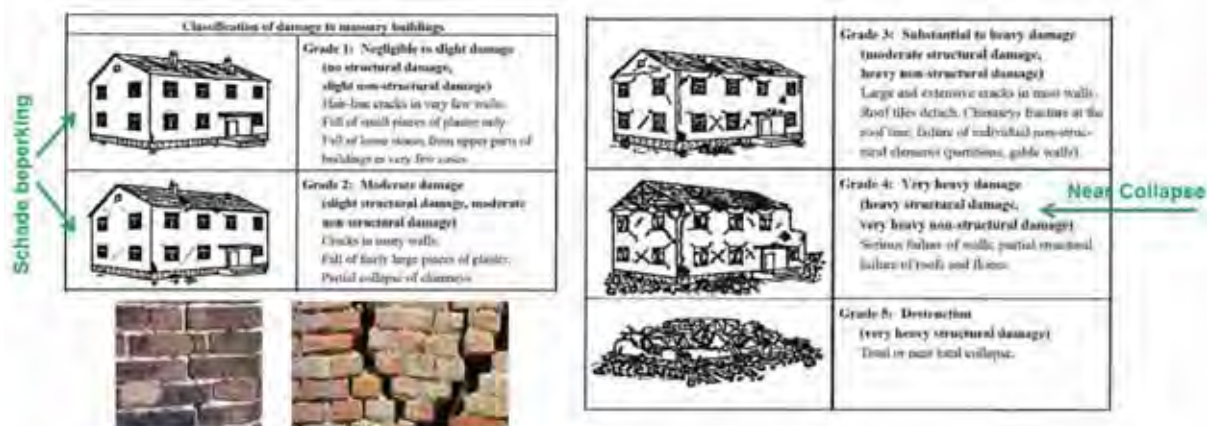 Classification of damage to masonry buildings
Grade 1: Negligible to slight damage
(no structural damage,
slight non-structural damage)
Hair-line cracks in very few walls.
Fall of small pieces of plaster only.
Fall of loose stones from upper parts of
buildings in very few cases.
Grade 2: Moderate damage
(slight structural damage, moderate
non-structural damage)
Cracks in many walls.
Fall of fairly large pieces of plaster.
Partial collapse of chimneys.
Schade beperking
Grade 3: Substantial to heavy damage
(moderate structural damage,
heavy non-structural damage)
Large and extensive cracks in most walls.
Roof tiles detach. Chimneys fracture at the
roof line; failure of individual non-struc-
tural elements (partitions, gable walls).
Grade 4: Very heavy damage
(heavy structural damage,
very heavy non-structural damage)
Serious failure of walls; partial structural
failure of roofs and floors.
Near Collapse
Grade 5: Destruction
(very heavy structural damage)
Total or near total collapse.